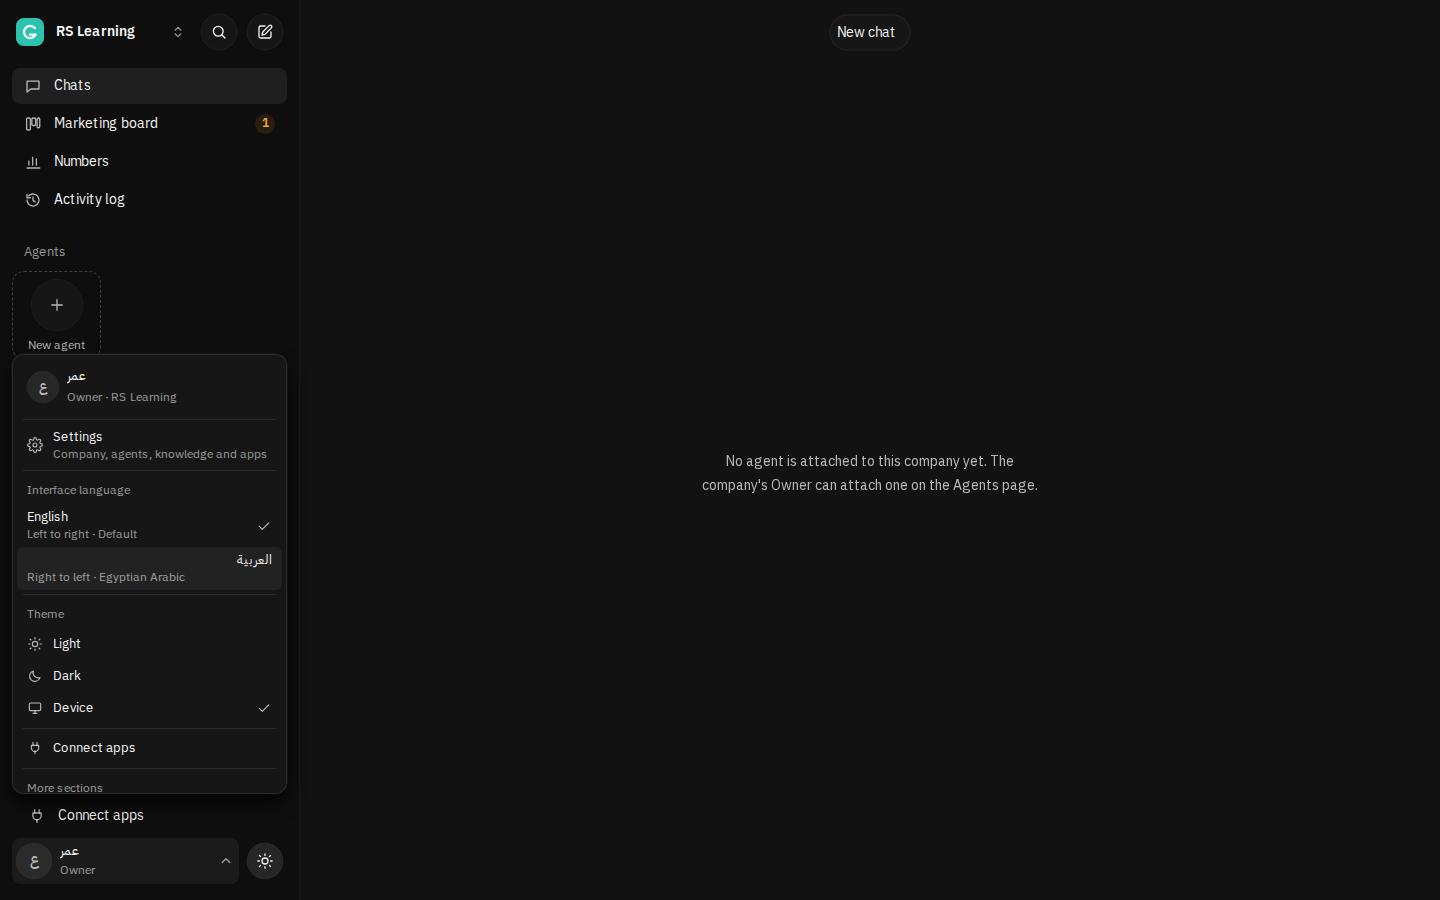 RS Learning
Chats
Marketing board
1
Numbers
Activity log
Agents
New agent
ع
عمر
Owner · RS Learning
Settings
Company, agents, knowledge and apps
Interface language
English
Left to right · Default
العربية
Right to left · Egyptian Arabic
Theme
Light
Dark
Device
Connect apps
More sections
Connect apps
ع
عمر
Owner
New chat
No agent is attached to this company yet. The
company's Owner can attach one on the Agents page.